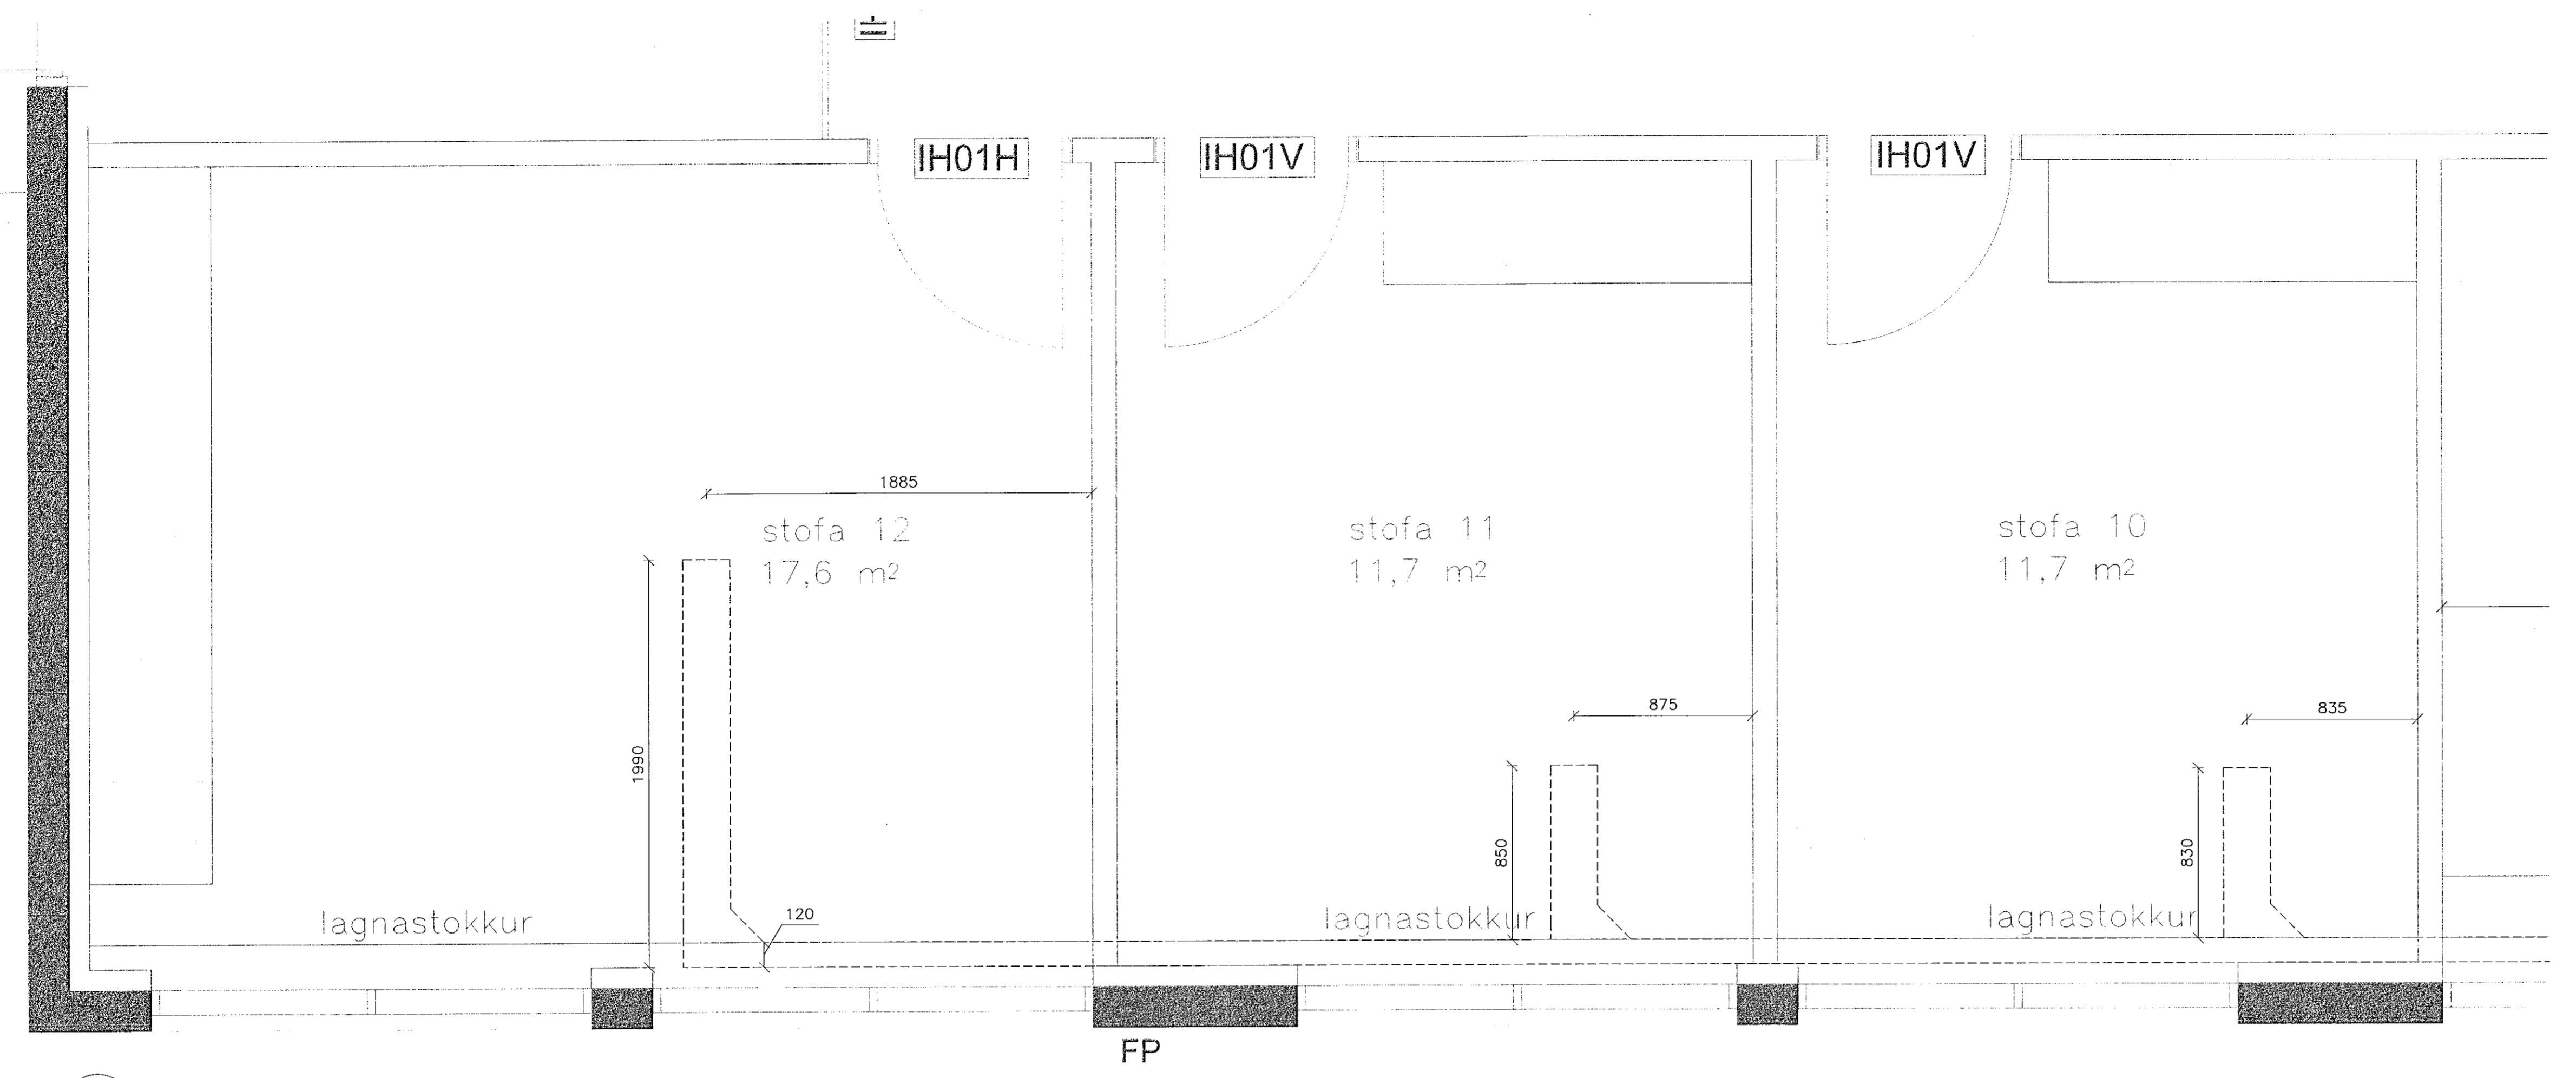 IH01H
IH01V
IH01V
1885
stofa 12
17,6 m2
stofa 11
11,7 m2
stofa 10
11,7 m2
875
835
1990
850
830
120
lagnastokkur
lagnastokkur
lagnastokkur
FP